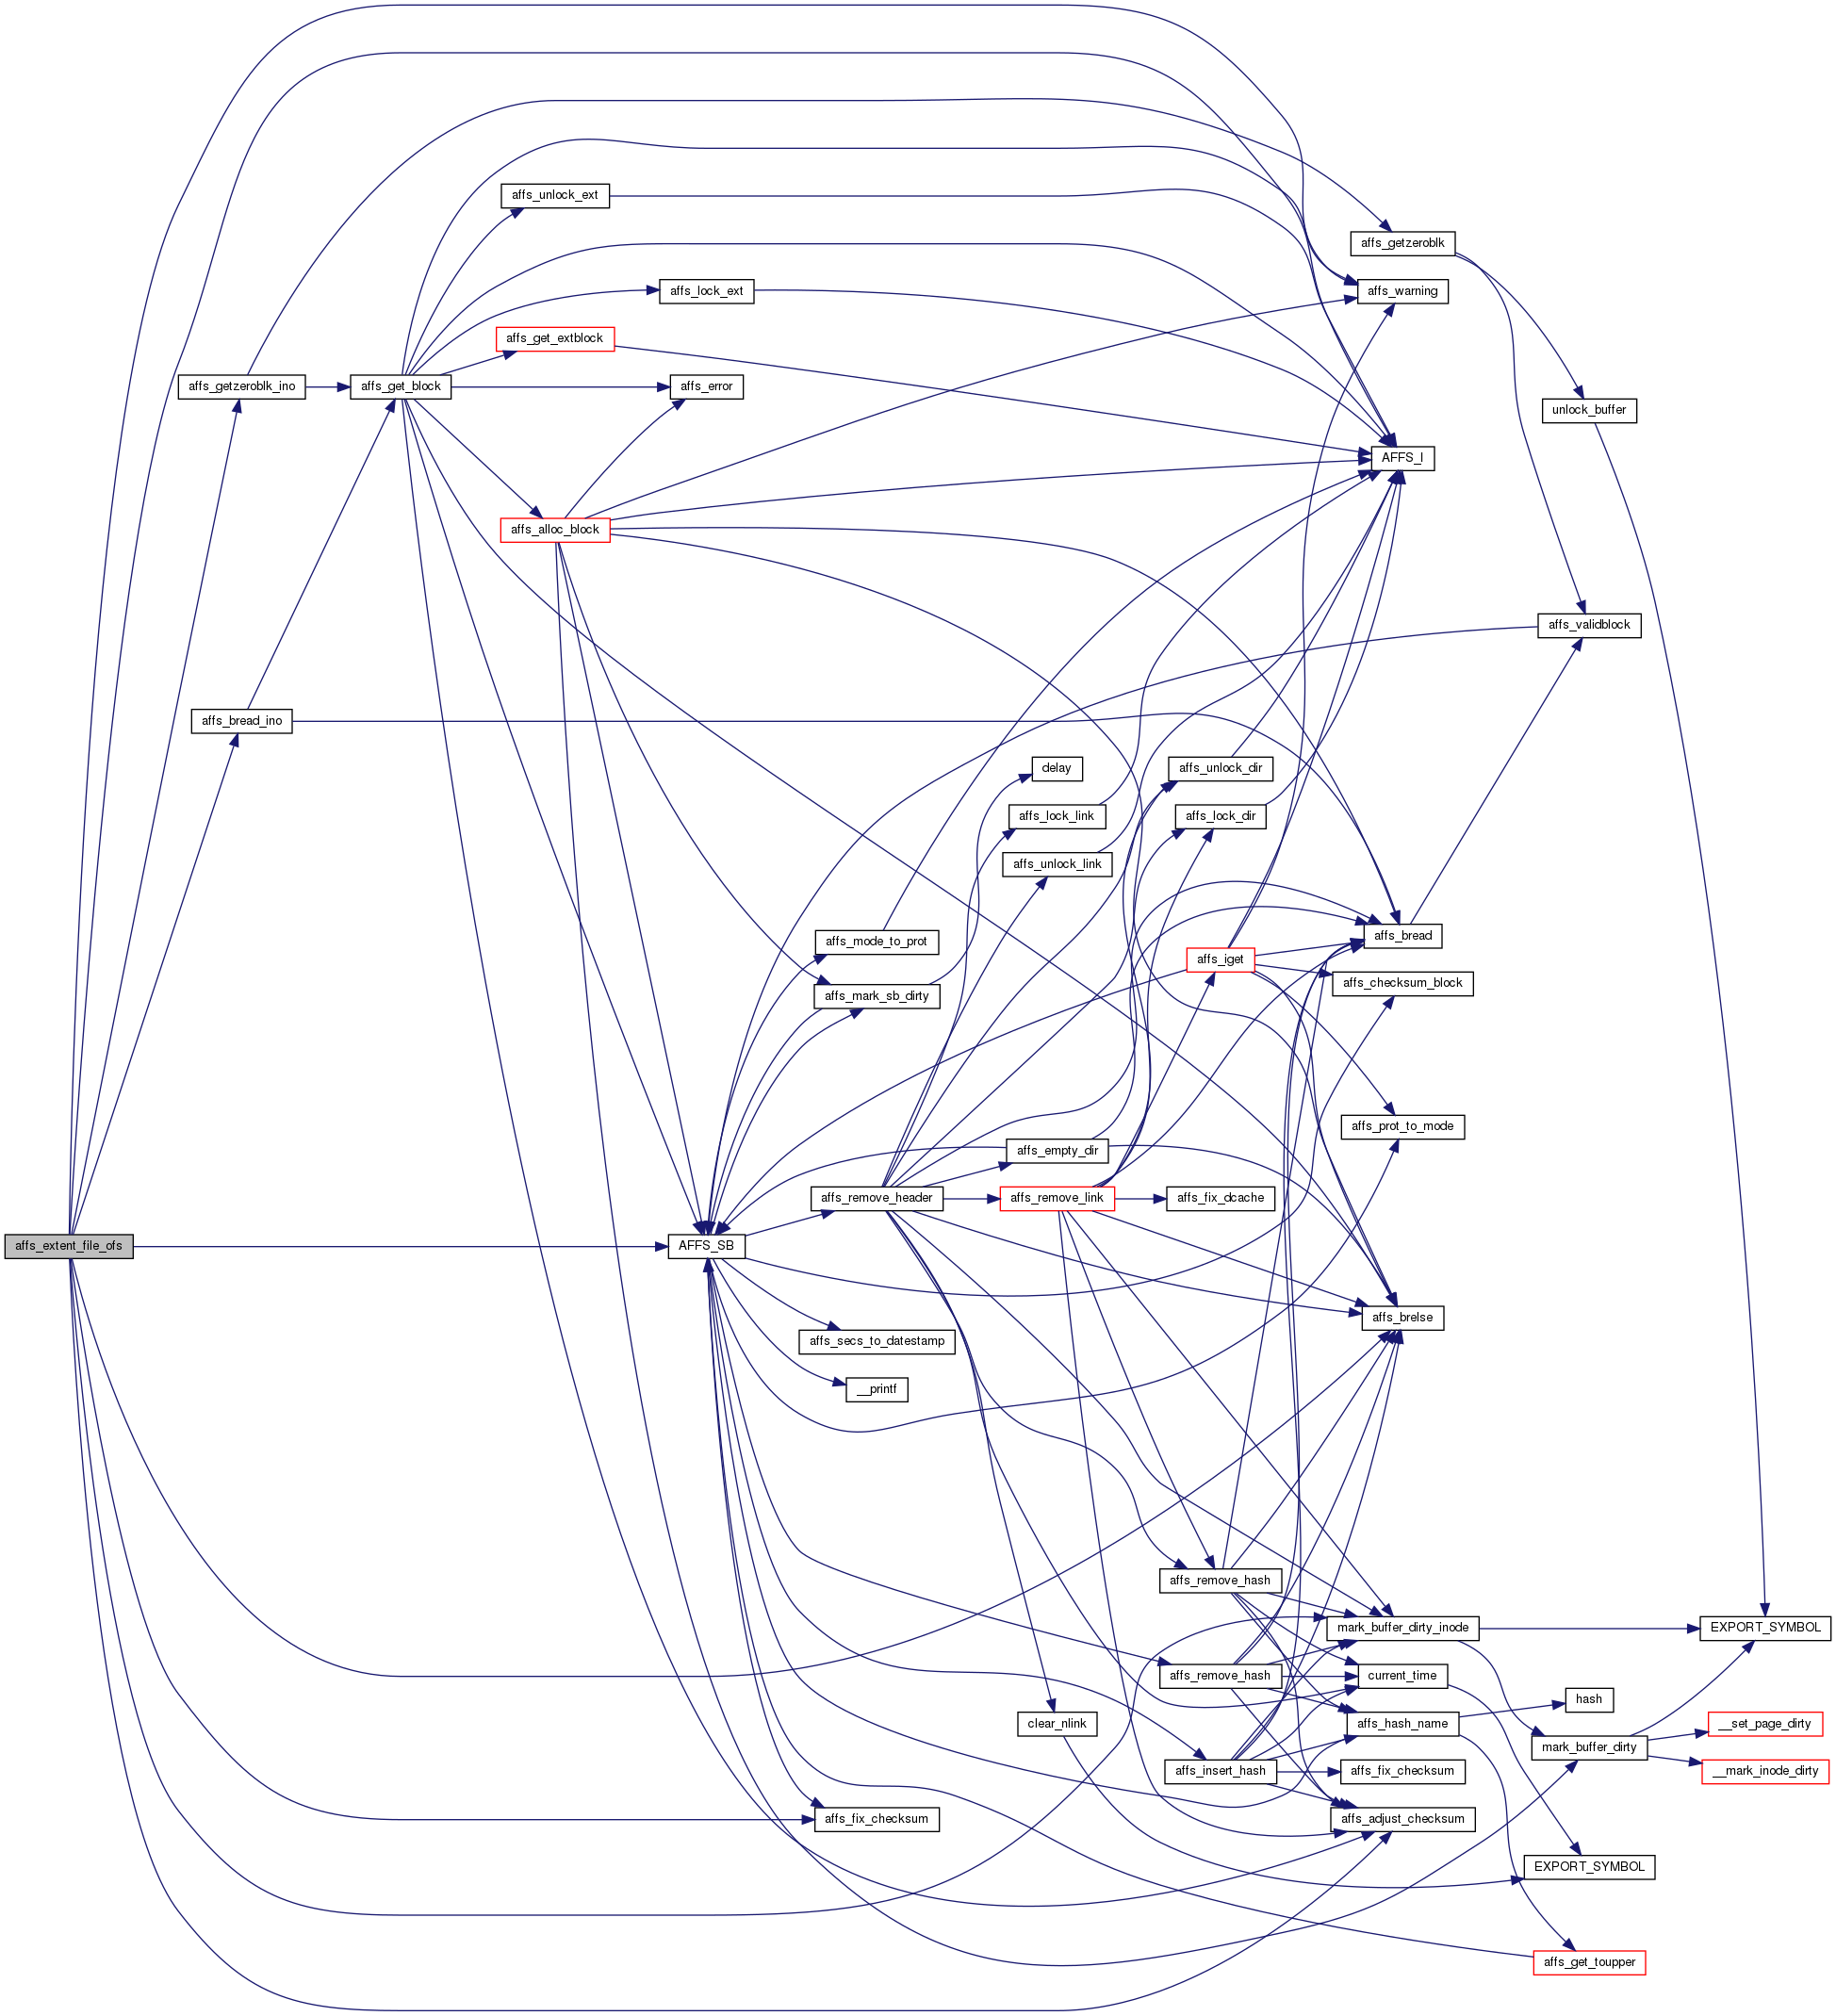 affs_unlock_ext
affs_getzeroblk
affs_lock_ext
affs_warning
affs_get_extblock
affs_getzeroblk_ino
affs_get_block
affs_error
unlock_buffer
AFFS_I
affs_alloc_block
affs_validblock
affs_bread_ino
delay
affs_unlock_dir
affs_lock_link
affs_lock_dir
affs_unlock_link
affs_mode_to_prot
affs_bread
affs_iget
affs_checksum_block
affs_mark_sb_dirty
affs_prot_to_mode
affs_empty_dir
affs_remove_header
affs_remove_link
affs_fix_dcache
affs_extent_file_ofs
AFFS_SB
affs_brelse
affs_secs_to_datestamp
__printf
affs_remove_hash
mark_buffer_dirty_inode
EXPORT_SYMBOL
affs_remove_hash
current_time
hash
clear_nlink
affs_hash_name
__set_page_dirty
mark_buffer_dirty
affs_insert_hash
affs_fix_checksum
__mark_inode_dirty
affs_fix_checksum
affs_adjust_checksum
EXPORT_SYMBOL
affs_get_toupper